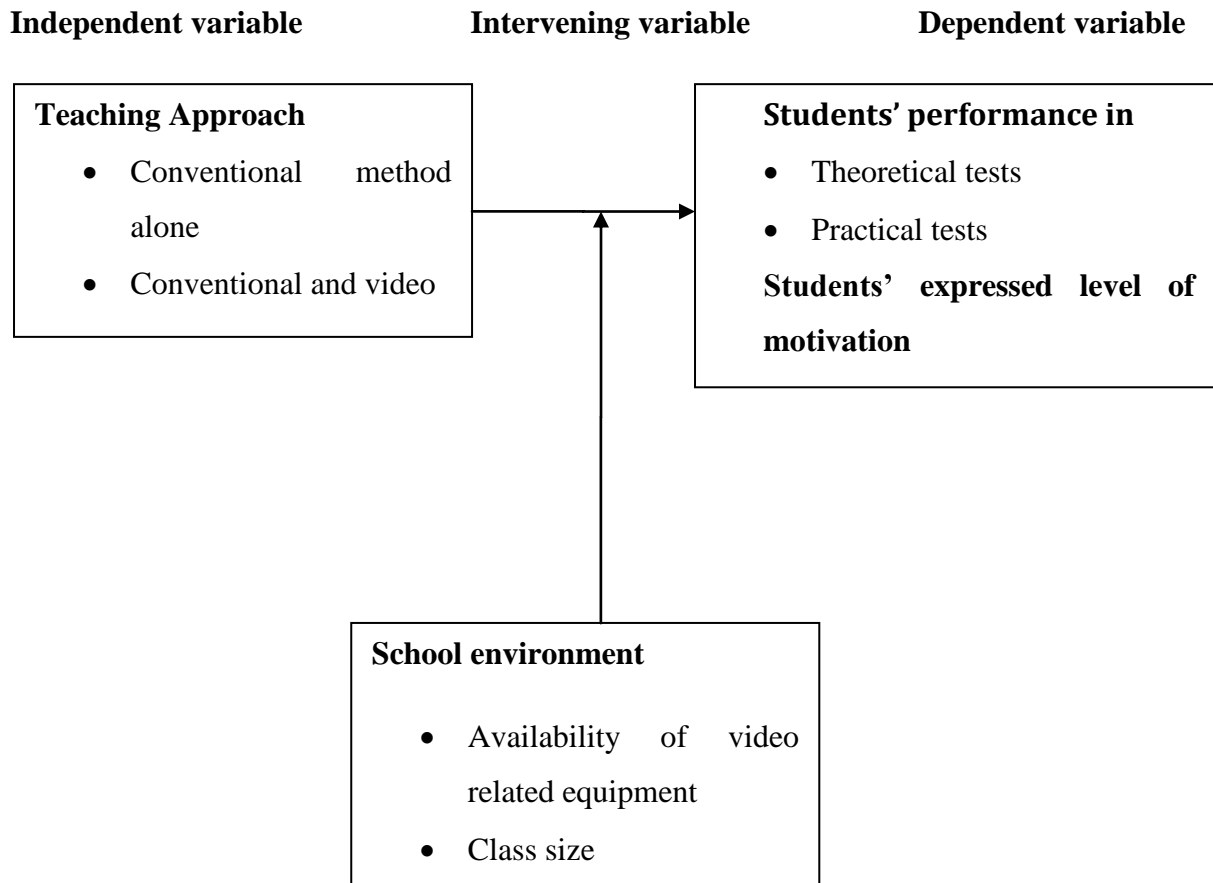 Independent variable Intervening variable Dependent variable
Teaching Approach
• Conventional method
alone
• Conventional and video
Students’ performance in
• Theoretical tests
• Practical tests
Students’ expressed level of
motivation
School environment
• Availability of video
related equipment
• Class size